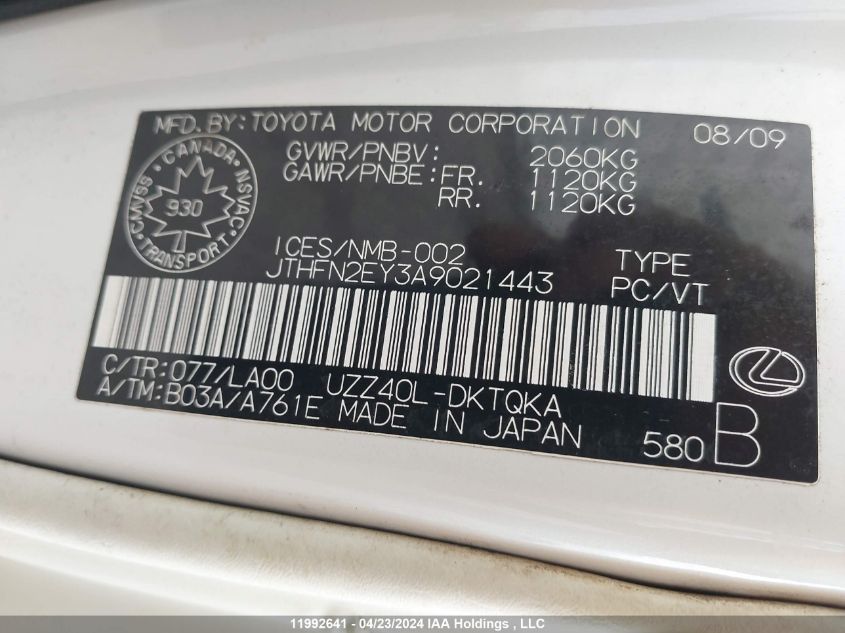 MFD. BY: TOYOTA MOTOR CORPORATION 08/09
GVWR/PNBV: 2060KG
GAWR/PNBE: FR. 1120KG
RR. 1120KG
CANADA
CMVSS 930 NSVAC
TRANSPORT
ICES/NMB-002
JTHFN2EY3A9021443
TYPE
PC/VT
C/TR: 077/LA00 UZZ40L-DKTQKA
A/TM: B03A/A761E MADE IN JAPAN
580 B
11992641 - 04/23/2024 IAA Holdings , LLC